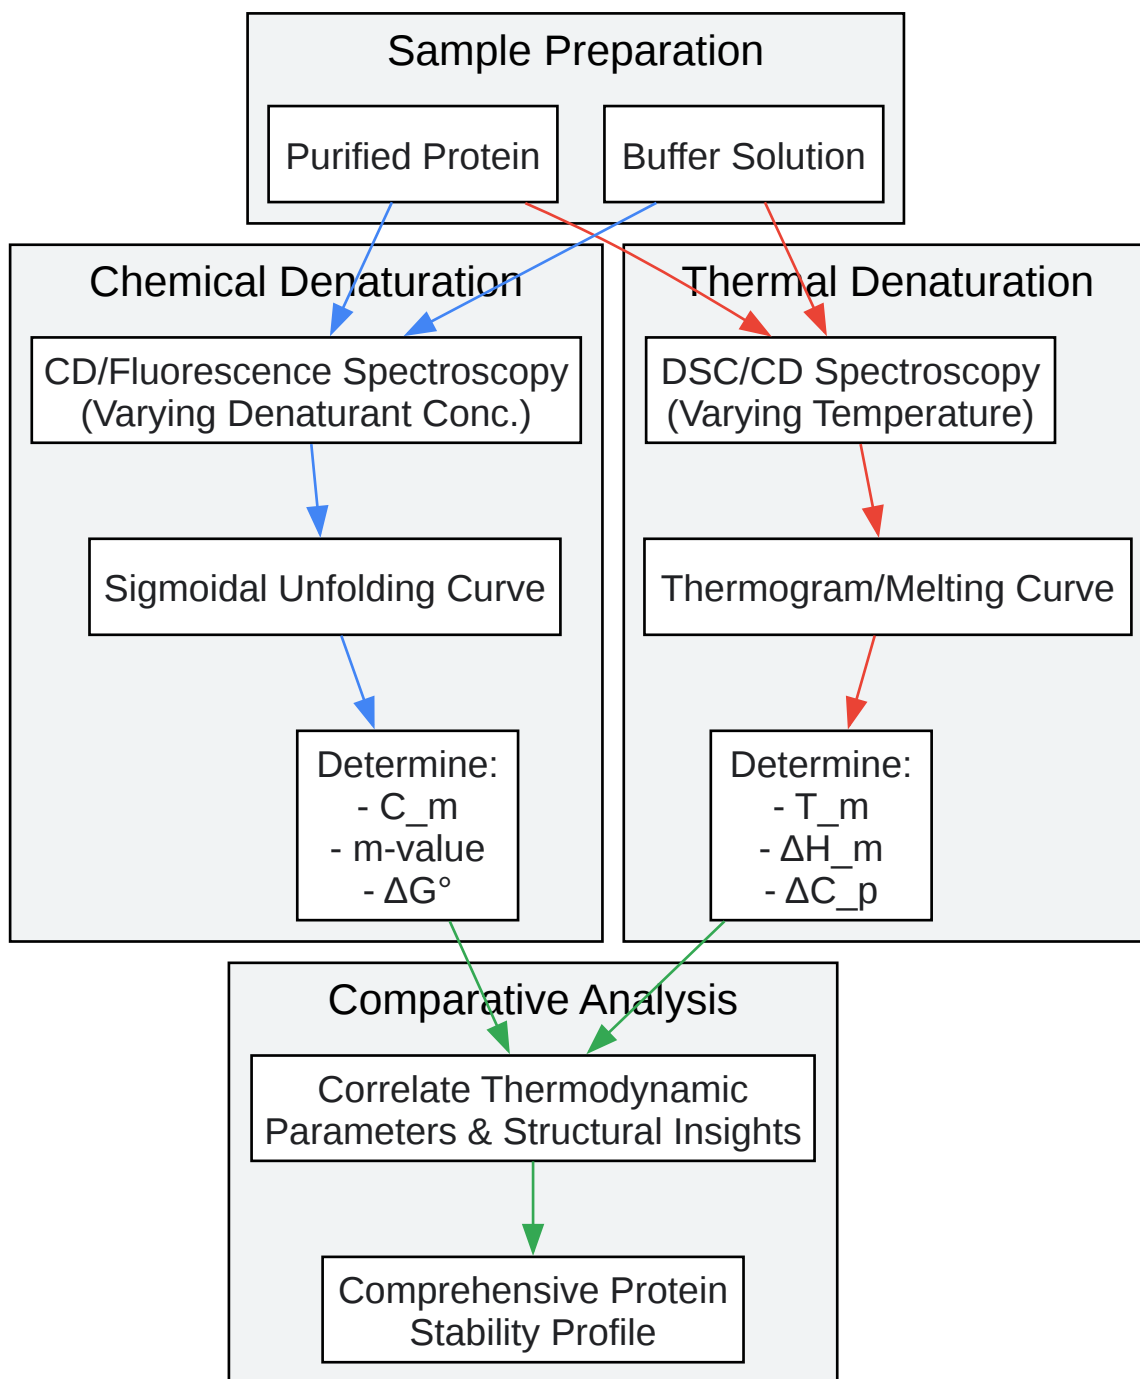 Sample Preparation
Purified Protein
Buffer Solution
Chemical Denaturation
CD/Fluorescence Spectroscopy
(Varying Denaturant Conc.)
Sigmoidal Unfolding Curve
Determine:
- C_m
- m-value
- ΔG°
Thermal Denaturation
DSC/CD Spectroscopy
(Varying Temperature)
Thermogram/Melting Curve
Determine:
- T_m
- ΔH_m
- ΔC_p
Comparative Analysis
Correlate Thermodynamic
Parameters & Structural Insights
Comprehensive Protein
Stability Profile